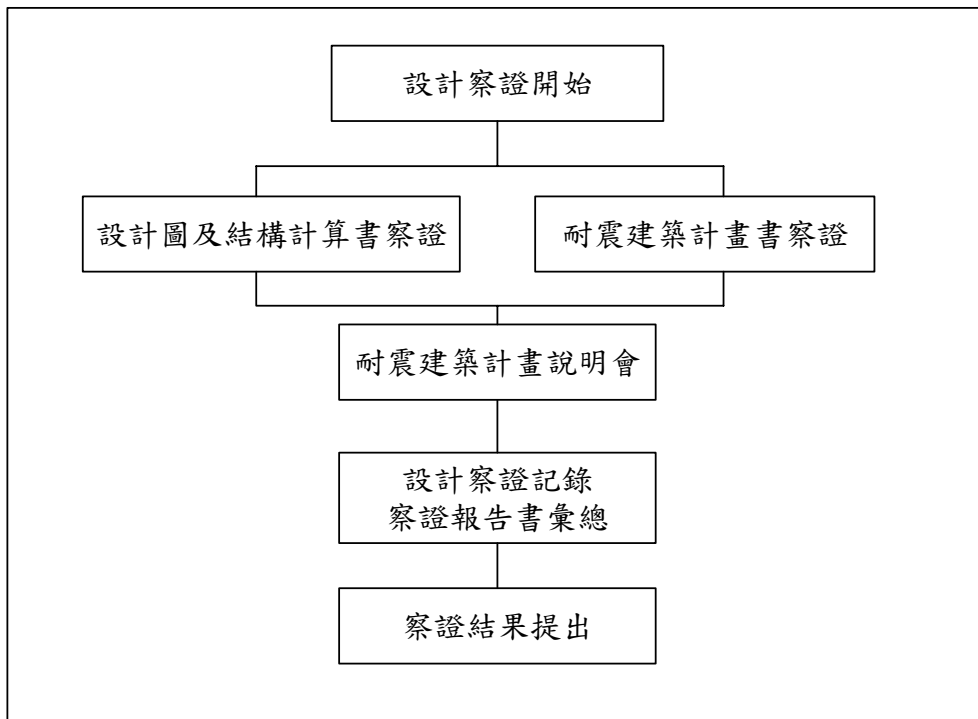 設計察證開始
設計圖及結構計算書察證
耐震建築計畫書察證
耐震建築計畫說明會
設計察證記錄
察證報告書彙總
察證結果提出